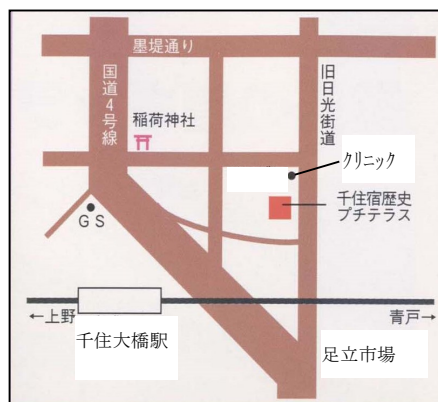 墨堤通り
国道4号線
旧日光街道
稲荷神社
クリニック
千住宿歴史
プチテラス
GS
←上野
青戸→
千住大橋駅
足立市場